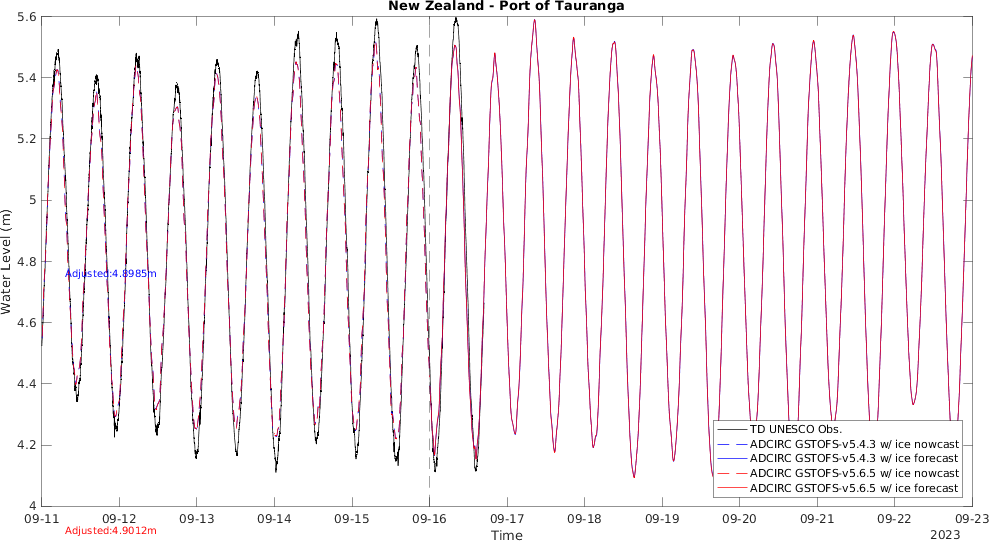 New Zealand - Port of Tauranga
5.6
5.4
5.2
5
4.8
4.6
4.4
4.2
4
Water Level (m)
Adjusted:4.8985m
TD UNESCO Obs.
ADCIRC GSTOFS-v5.4.3 w/ ice nowcast
ADCIRC GSTOFS-v5.4.3 w/ ice forecast
ADCIRC GSTOFS-v5.6.5 w/ ice nowcast
ADCIRC GSTOFS-v5.6.5 w/ ice forecast
09-11 09-12 09-13 09-14 09-15 09-16 09-17 09-18 09-19 09-20 09-21 09-22 09-23
Adjusted:4.9012m
Time
2023